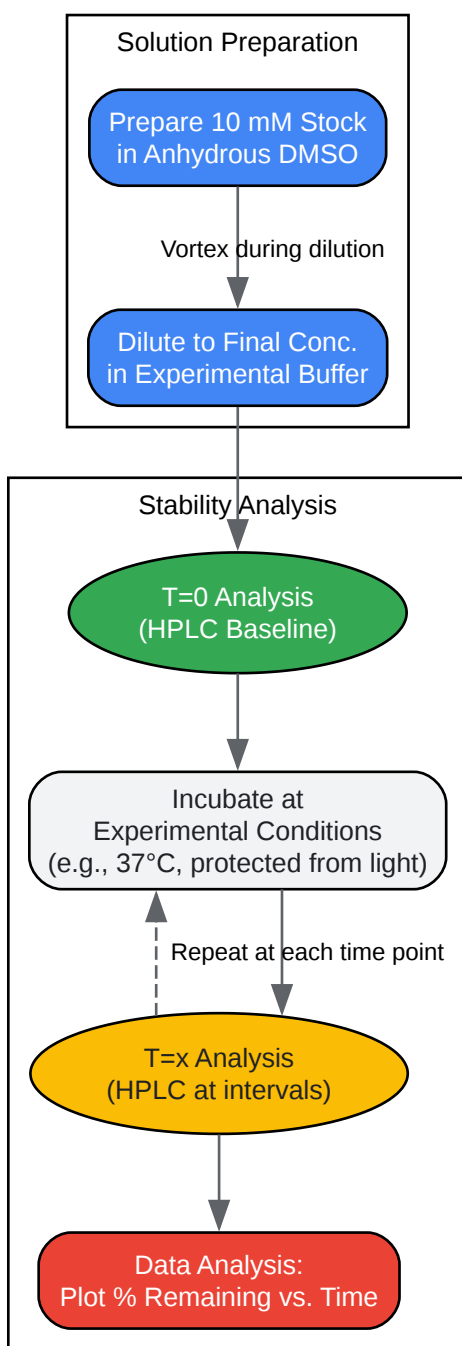 Solution Preparation
Prepare 10 mM Stock
in Anhydrous DMSO
Vortex during dilution
Dilute to Final Conc.
in Experimental Buffer
Stability Analysis
T=0 Analysis
(HPLC Baseline)
Incubate at
Experimental Conditions
(e.g., 37°C, protected from light)
Repeat at each time point
T=x Analysis
(HPLC at intervals)
Data Analysis:
Plot % Remaining vs. Time